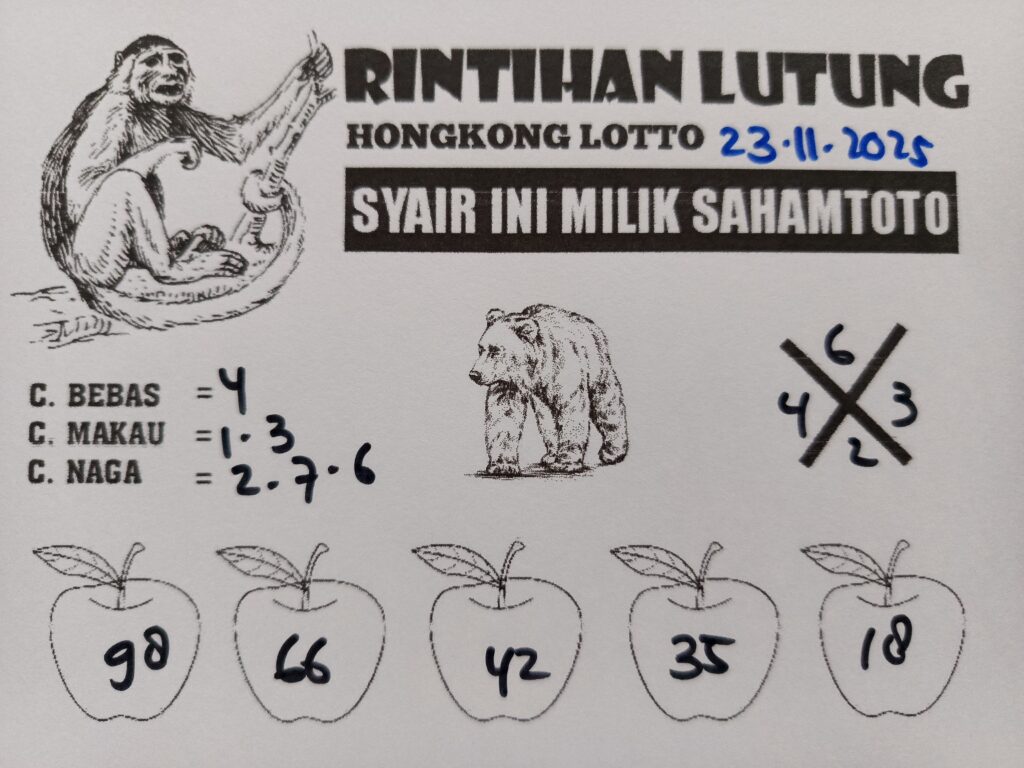 RINTIHAN LUTUNG
HONGKONG LOTTO 23.11.2025
SYAIR INI MILIK SAHAMTOTO
C. BEBAS = 4
C. MAKAU = 1.3
C. NAGA = 2.7.6
6
4 3
2
98 66 42 35 18